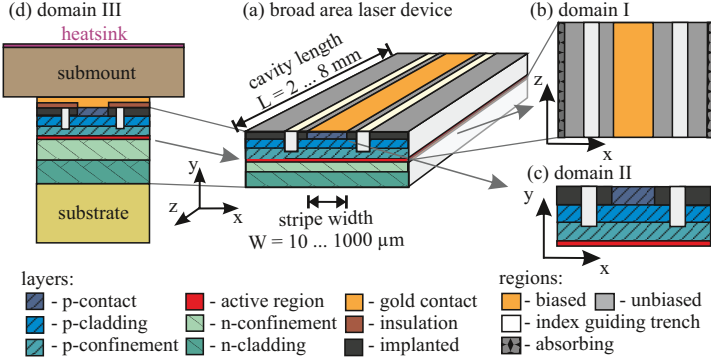 (d) domain III
(a) broad area laser device
(b) domain I
heatsink
submount
substrate
cavity length
L = 2 ... 8 mm
z
x
y
x
z
stripe width
W = 10 ... 1000 µm
(c) domain II
y
x
layers:
- p-contact
- p-cladding
- p-confinement
- active region
- n-confinement
- n-cladding
- gold contact
- insulation
- implanted
regions:
- biased
- unbiased
- index guiding trench
- absorbing